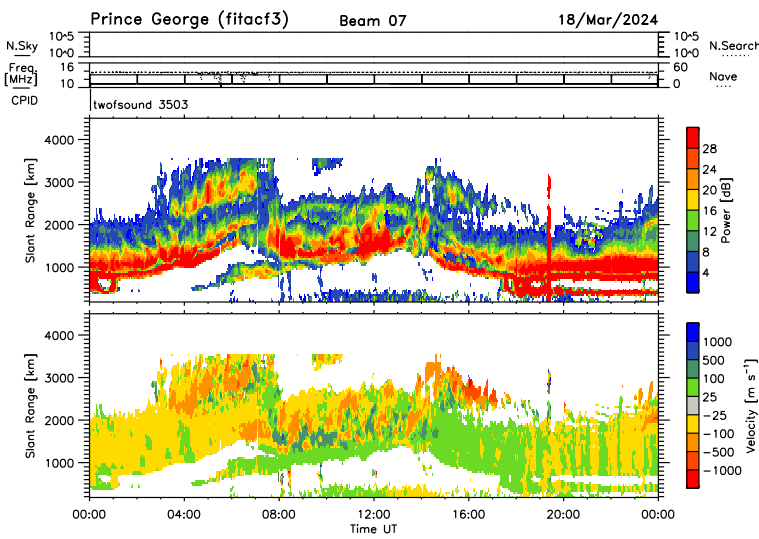 Prince George (fitacf3) Beam 07 18/Mar/2024
N.Sky 10^5 10^5 N.Search
10^0 10^0
Freq. 16 60
[MHz] 10 0 Nave
CPID twofsound 3503
4000
3000
2000
1000
Slant Range [km]
28
24
20
16
12
8
4
Power [dB]
4000
3000
2000
1000
Slant Range [km]
1000
500
100
25
−25
−100
−500
−1000
Velocity [m s⁻¹]
00:00 04:00 08:00 12:00 16:00 20:00 00:00
Time UT